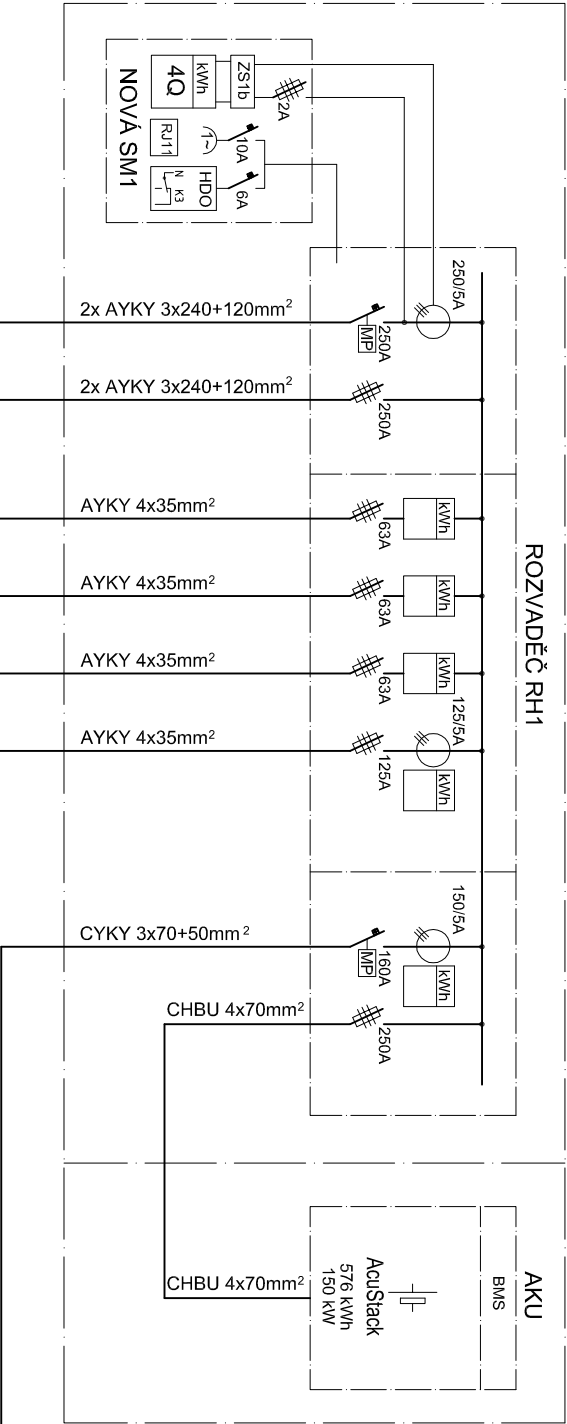 NOVÁ SM1
4Q
kWh
ZS1b
2A
RJ11
1~
10A
N K3
HDO
6A
ROZVADĚČ RH1
250/5A
2x AYKY 3x240+120mm²
MP
250A
2x AYKY 3x240+120mm²
250A
AYKY 4x35mm²
63A
kWh
AYKY 4x35mm²
63A
kWh
AYKY 4x35mm²
63A
kWh
125/5A
AYKY 4x35mm²
125A
kWh
150/5A
CYKY 3x70+50mm²
MP
160A
kWh
CHBU 4x70mm²
250A
AKU
BMS
AcuStack
576 kWh
150 kW
CHBU 4x70mm²